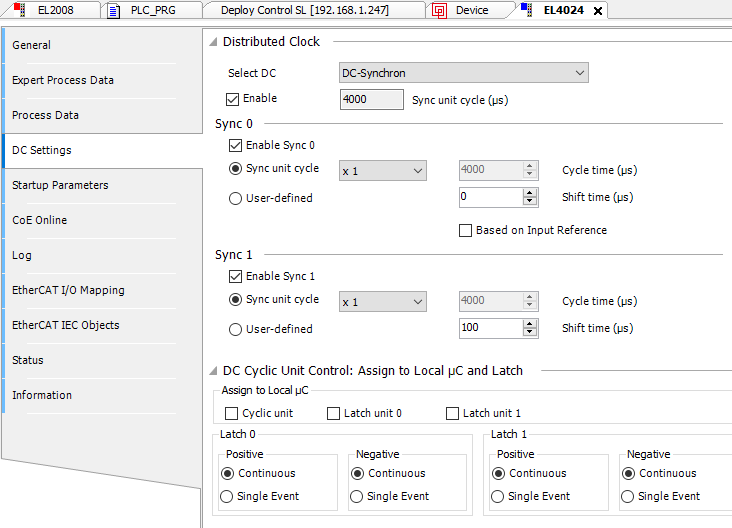 EL2008 PLC_PRG Deploy Control SL [192.168.1.247] Device EL4024
General
Expert Process Data
Process Data
DC Settings
Startup Parameters
CoE Online
Log
EtherCAT I/O Mapping
EtherCAT IEC Objects
Status
Information
Distributed Clock
Select DC DC-Synchron
Enable 4000 Sync unit cycle (µs)
Sync 0
Enable Sync 0
Sync unit cycle x 1 4000 Cycle time (µs)
User-defined 0 Shift time (µs)
Based on Input Reference
Sync 1
Enable Sync 1
Sync unit cycle x 1 4000 Cycle time (µs)
User-defined 100 Shift time (µs)
DC Cyclic Unit Control: Assign to Local µC and Latch
Assign to Local µC
Cyclic unit Latch unit 0 Latch unit 1
Latch 0 Latch 1
Positive Negative Positive Negative
Continuous Continuous Continuous Continuous
Single Event Single Event Single Event Single Event